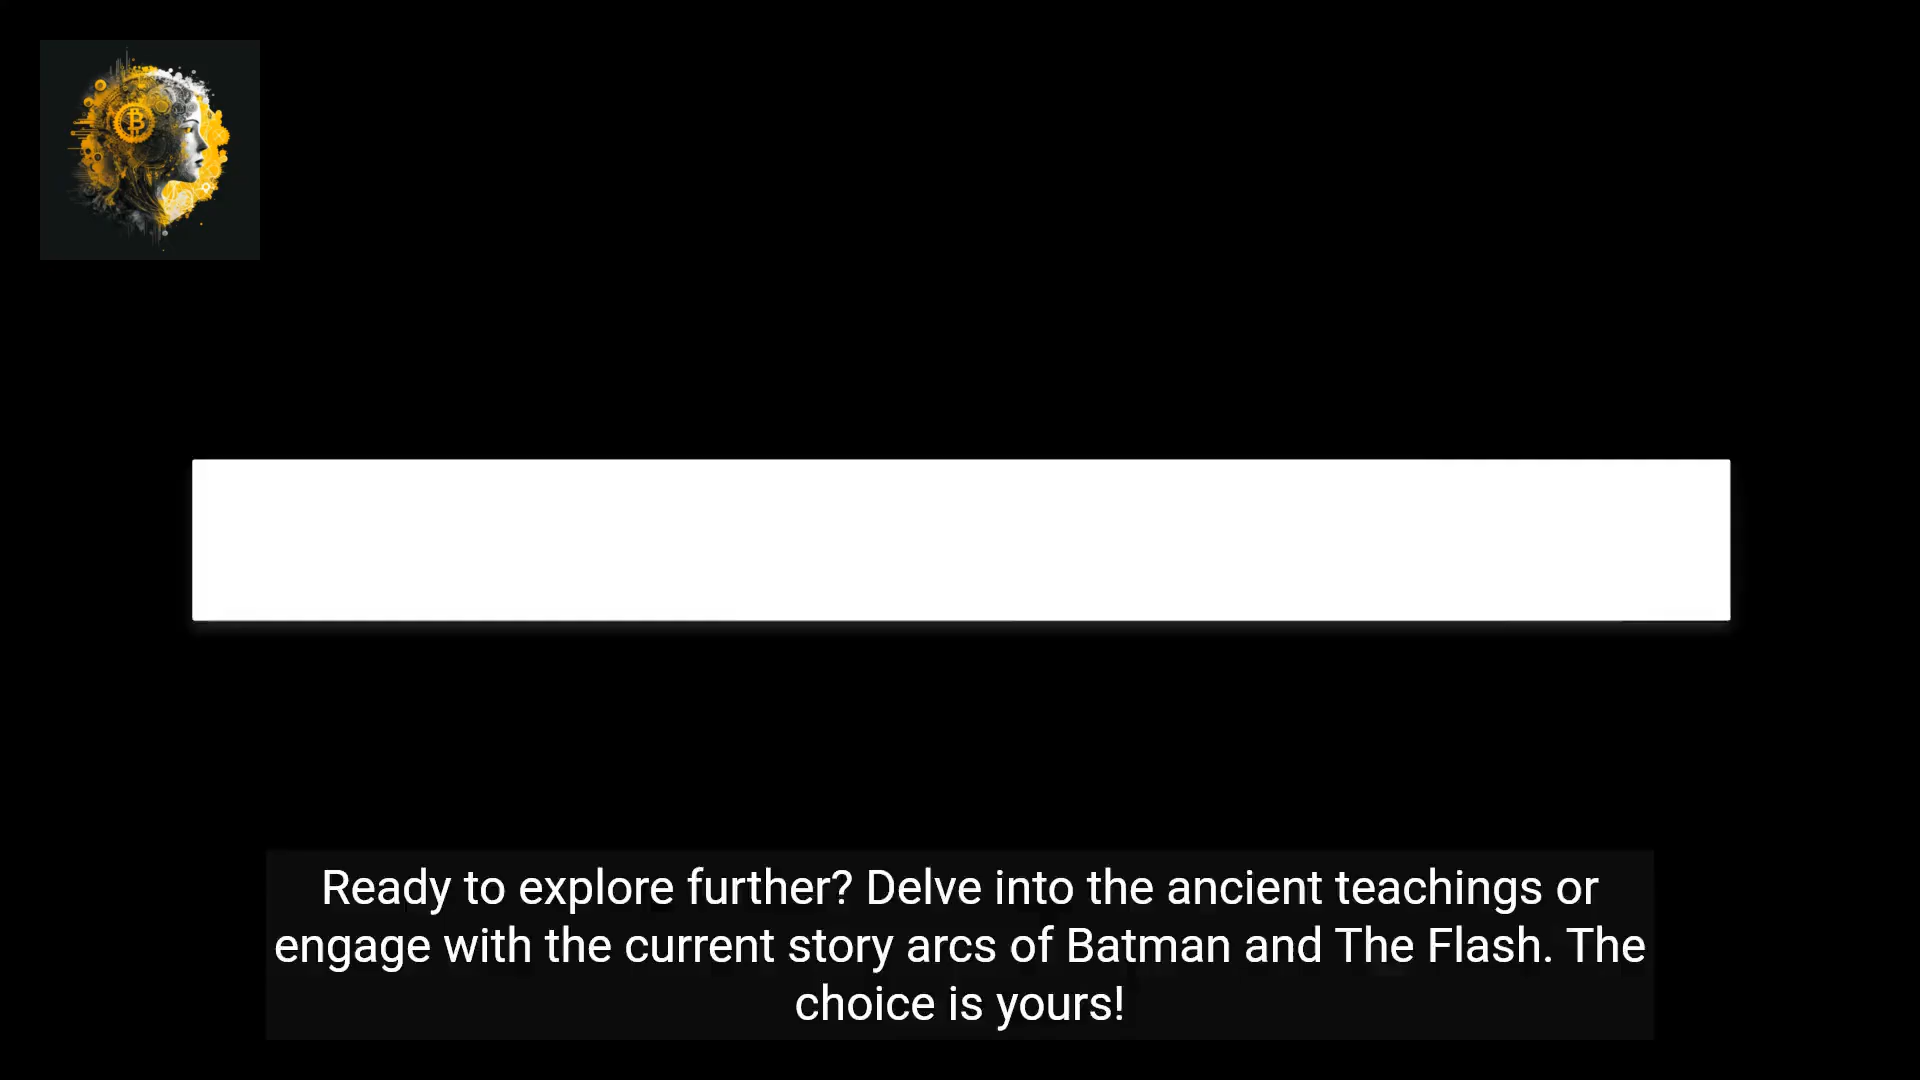 Ready to explore further? Delve into the ancient teachings or
engage with the current story arcs of Batman and The Flash. The
choice is yours!